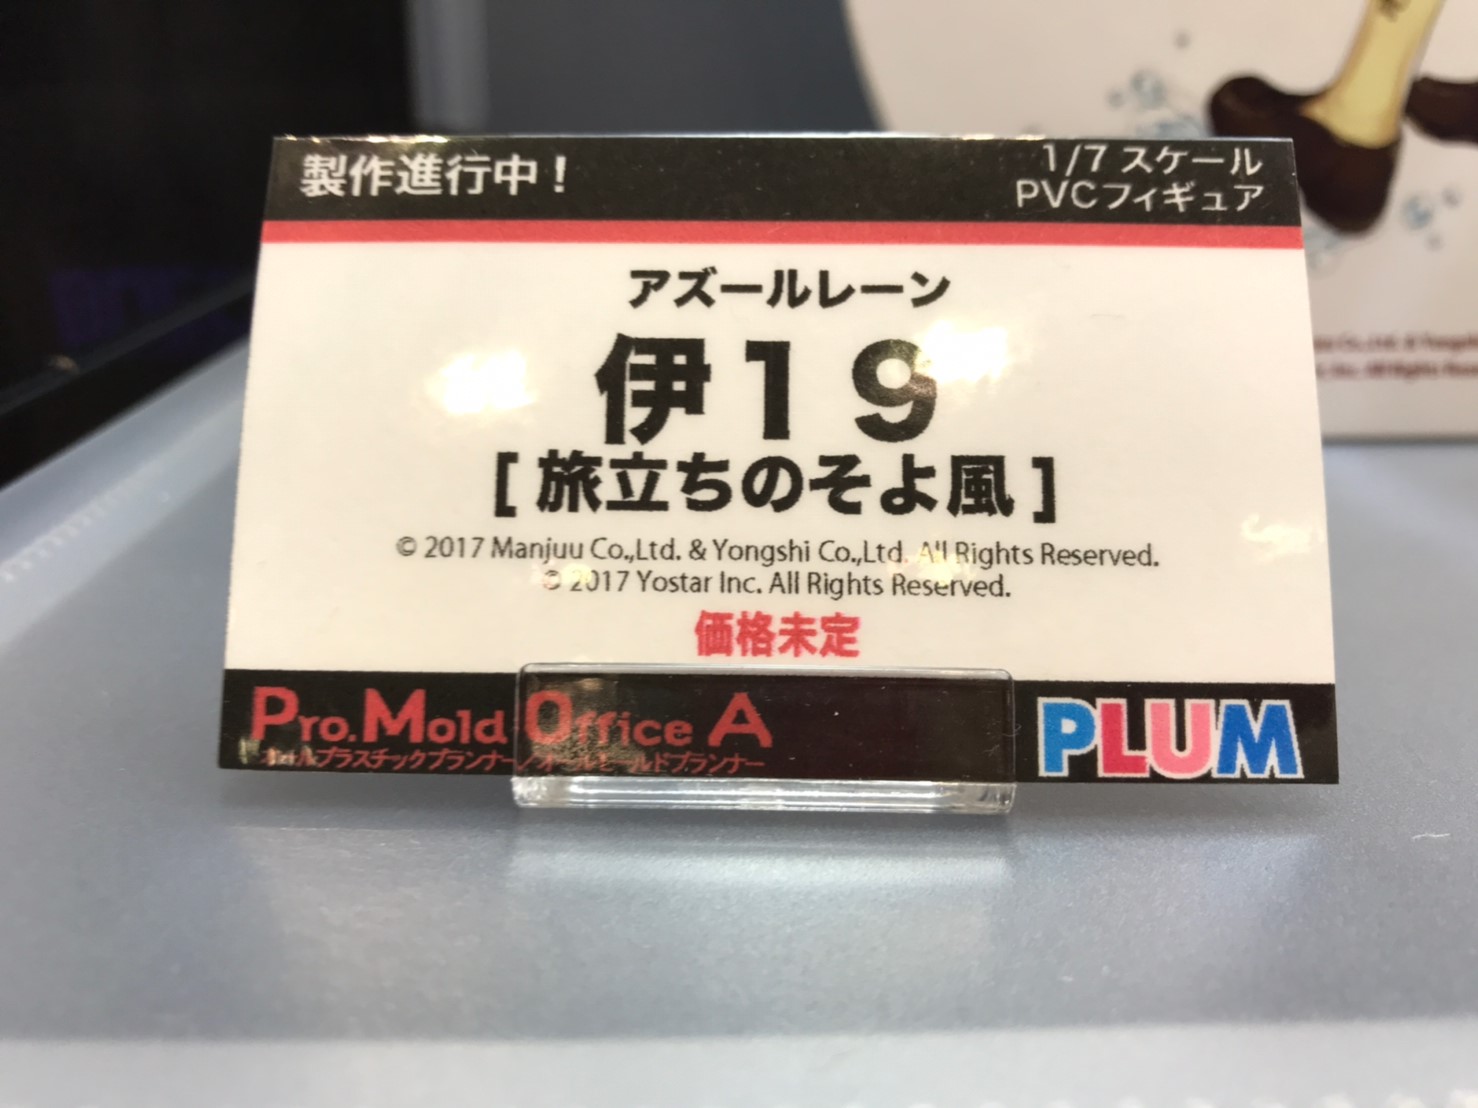 製作進行中！
1/7 スケール
PVCフィギュア
アズールレーン
伊１９
[ 旅立ちのそよ風 ]
© 2017 Manjuu Co.,Ltd. & Yongshi Co.,Ltd. All Rights Reserved.
© 2017 Yostar Inc. All Rights Reserved.
価格未定
Pro.Mold Office A
PLUM